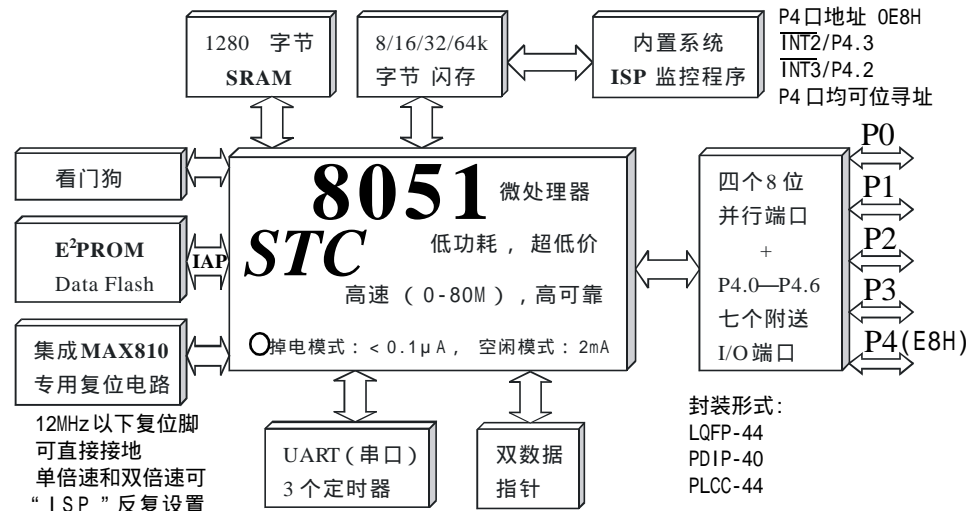 1280 字节
SRAM
8/16/32/64k
字节 闪存
内置系统
ISP 监控程序
P4口地址 0E8H
INT2/P4.3
INT3/P4.2
P4口均可位寻址
看门狗
E²PROM
Data Flash
IAP
集成MAX810
专用复位电路
12MHz以下复位脚
可直接接地
单倍速和双倍速可
“ISP”反复设置
8051 微处理器
STC 低功耗，超低价
高速（0-80M），高可靠
掉电模式：<0.1μA，空闲模式：2mA
UART(串口)
3个定时器
双数据
指针
四个8位
并行端口
+
P4.0—P4.6
七个附送
I/O端口
P0
P1
P2
P3
P4(E8H)
封装形式:
LQFP-44
PDIP-40
PLCC-44